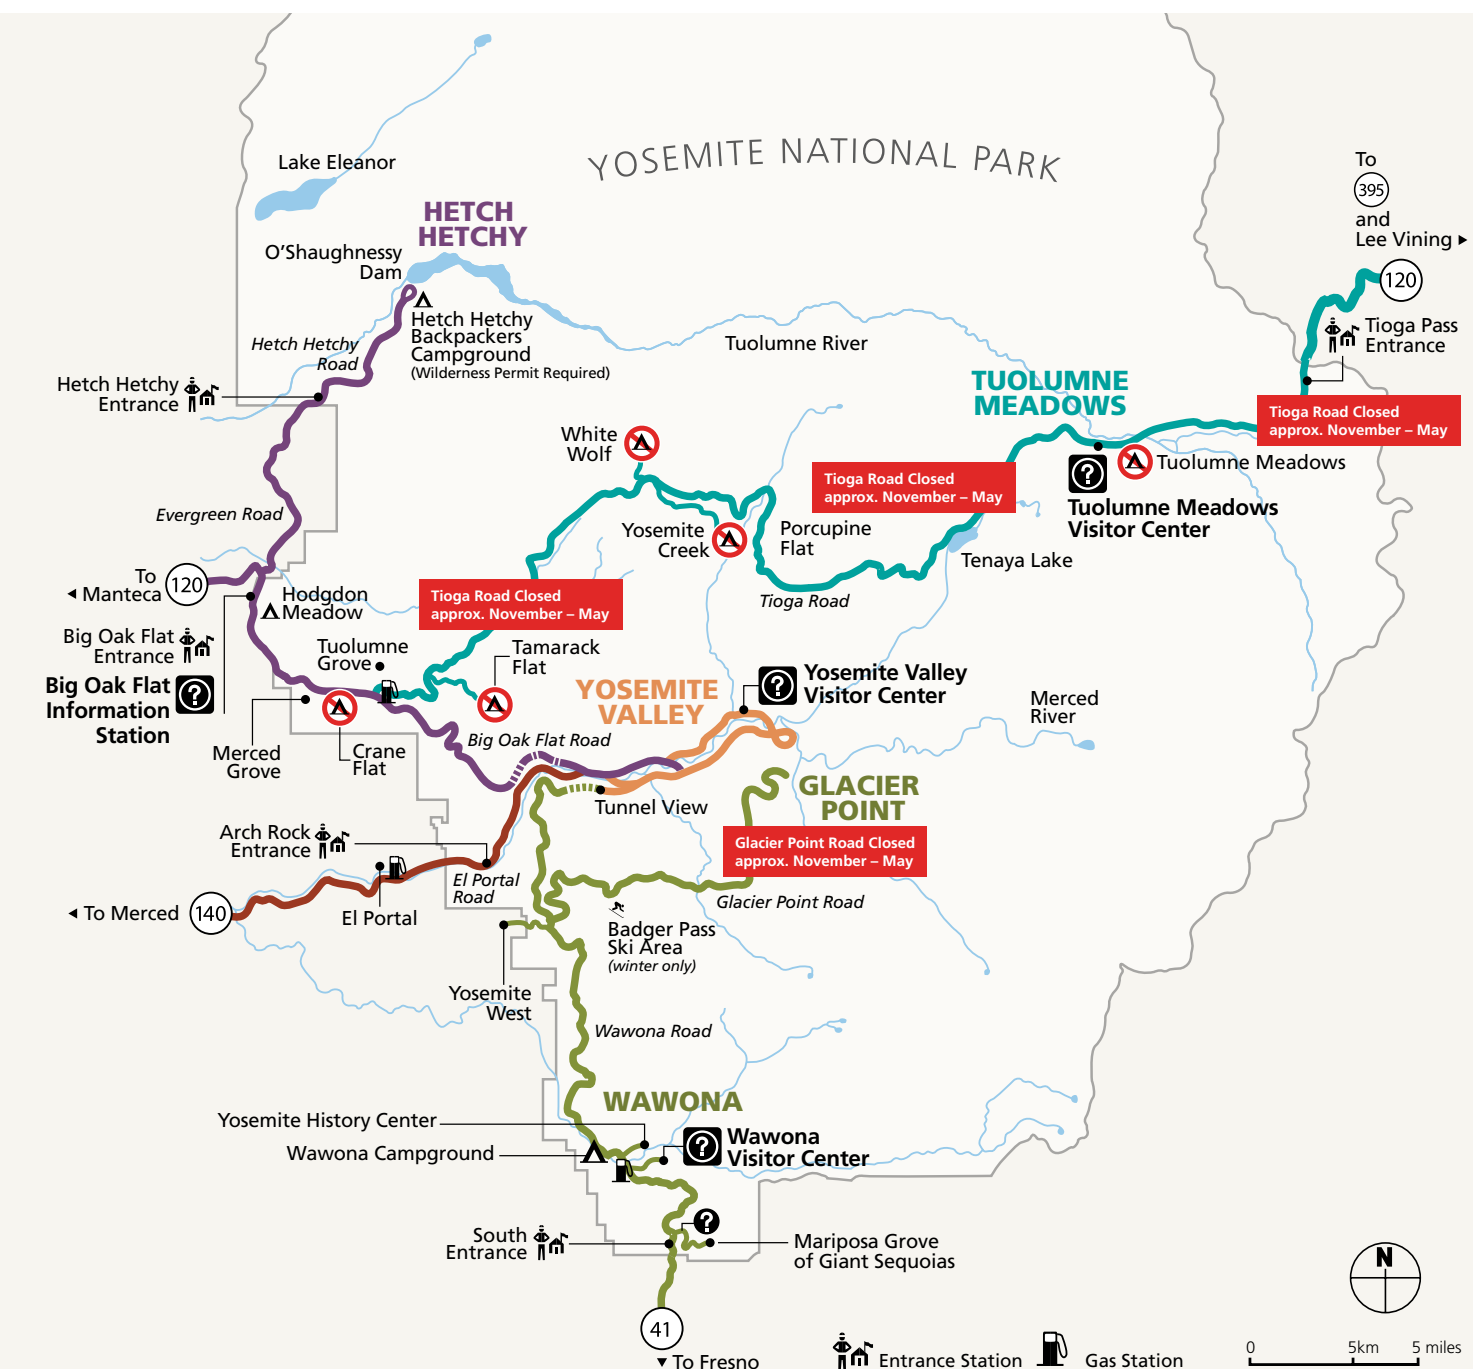 YOSEMITE NATIONAL PARK
To
395
and
Lee Vining
120
Tioga Pass
Entrance
Lake Eleanor
HETCH
HETCHY
O'Shaughnessy
Dam
Hetch Hetchy
Backpackers
Campground
(Wilderness Permit Required)
Hetch Hetchy
Road
Tuolumne River
Hetch Hetchy
Entrance
TUOLUMNE
MEADOWS
Tioga Road Closed
approx. November – May
White
Wolf
Tuolumne Meadows
Tioga Road Closed
approx. November – May
Tuolumne Meadows
Visitor Center
Evergreen Road
Yosemite
Creek
Porcupine
Flat
Tenaya Lake
To
Manteca
120
Hodgdon
Meadow
Tioga Road Closed
approx. November – May
Tioga Road
Big Oak Flat
Entrance
Tuolumne
Grove
Tamarack
Flat
Big Oak Flat
Information
Station
YOSEMITE
VALLEY
Yosemite Valley
Visitor Center
Merced
River
Merced
Grove
Crane
Flat
Big Oak Flat Road
GLACIER
POINT
Tunnel View
Arch Rock
Entrance
Glacier Point Road Closed
approx. November – May
El Portal
Road
Glacier Point Road
To Merced
140
El Portal
Badger Pass
Ski Area
(winter only)
Yosemite
West
Wawona Road
WAWONA
Yosemite History Center
Wawona Campground
Wawona
Visitor Center
South
Entrance
Mariposa Grove
of Giant Sequoias
N
41
To Fresno
Entrance Station
Gas Station
0
5km
5 miles